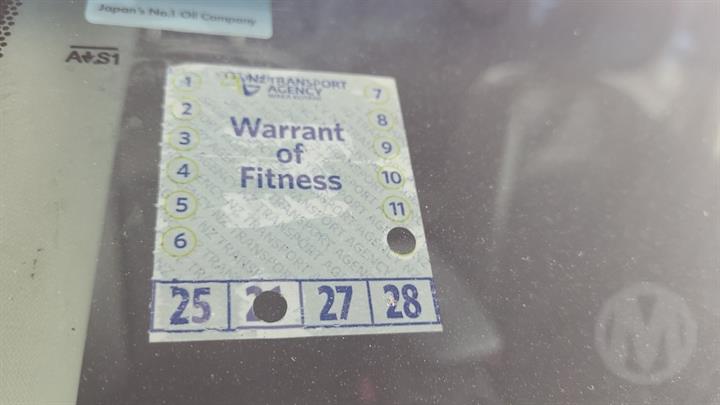 Japan's No.1 Oil Company
A↓S1
NZ TRANSPORT
AGENCY
WAKA KOTAHI
1
7
2
8
Warrant
of
Fitness
3
9
4
10
5
11
6
25 27 28
M